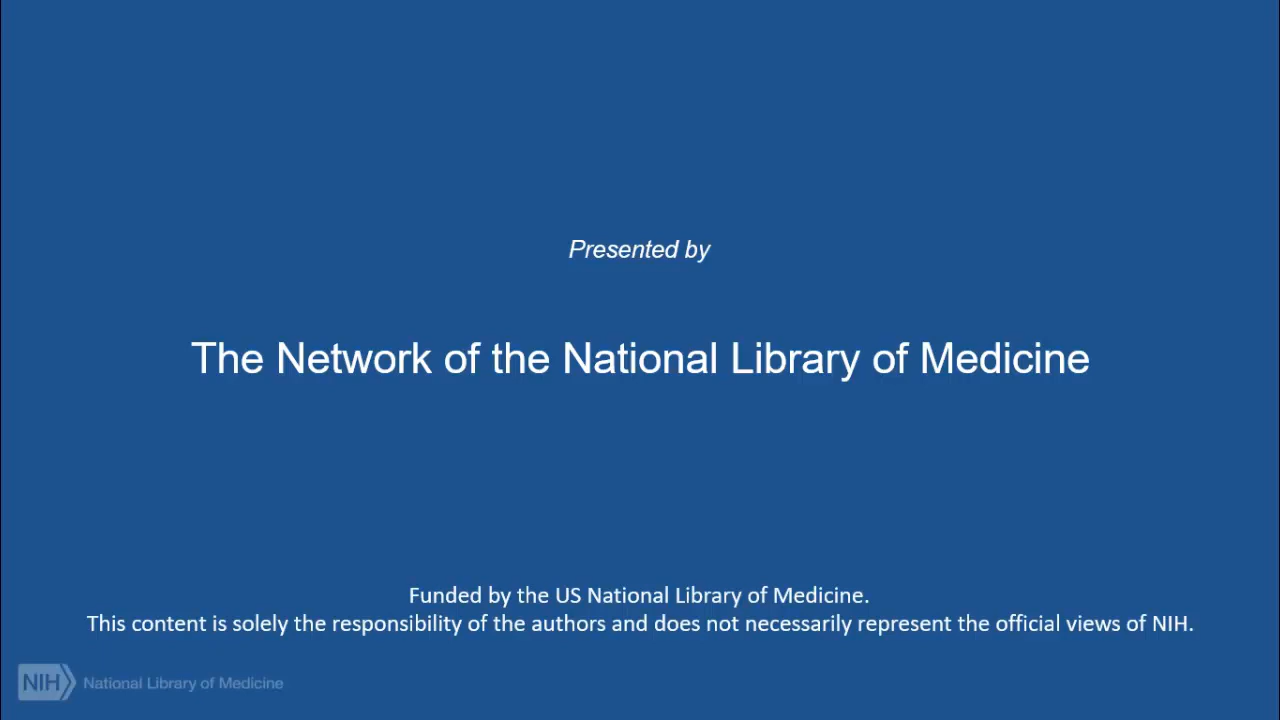 Presented by
The Network of the National Library of Medicine
Funded by the US National Library of Medicine.
This content is solely the responsibility of the authors and does not necessarily represent the official views of NIH.
NIH National Library of Medicine